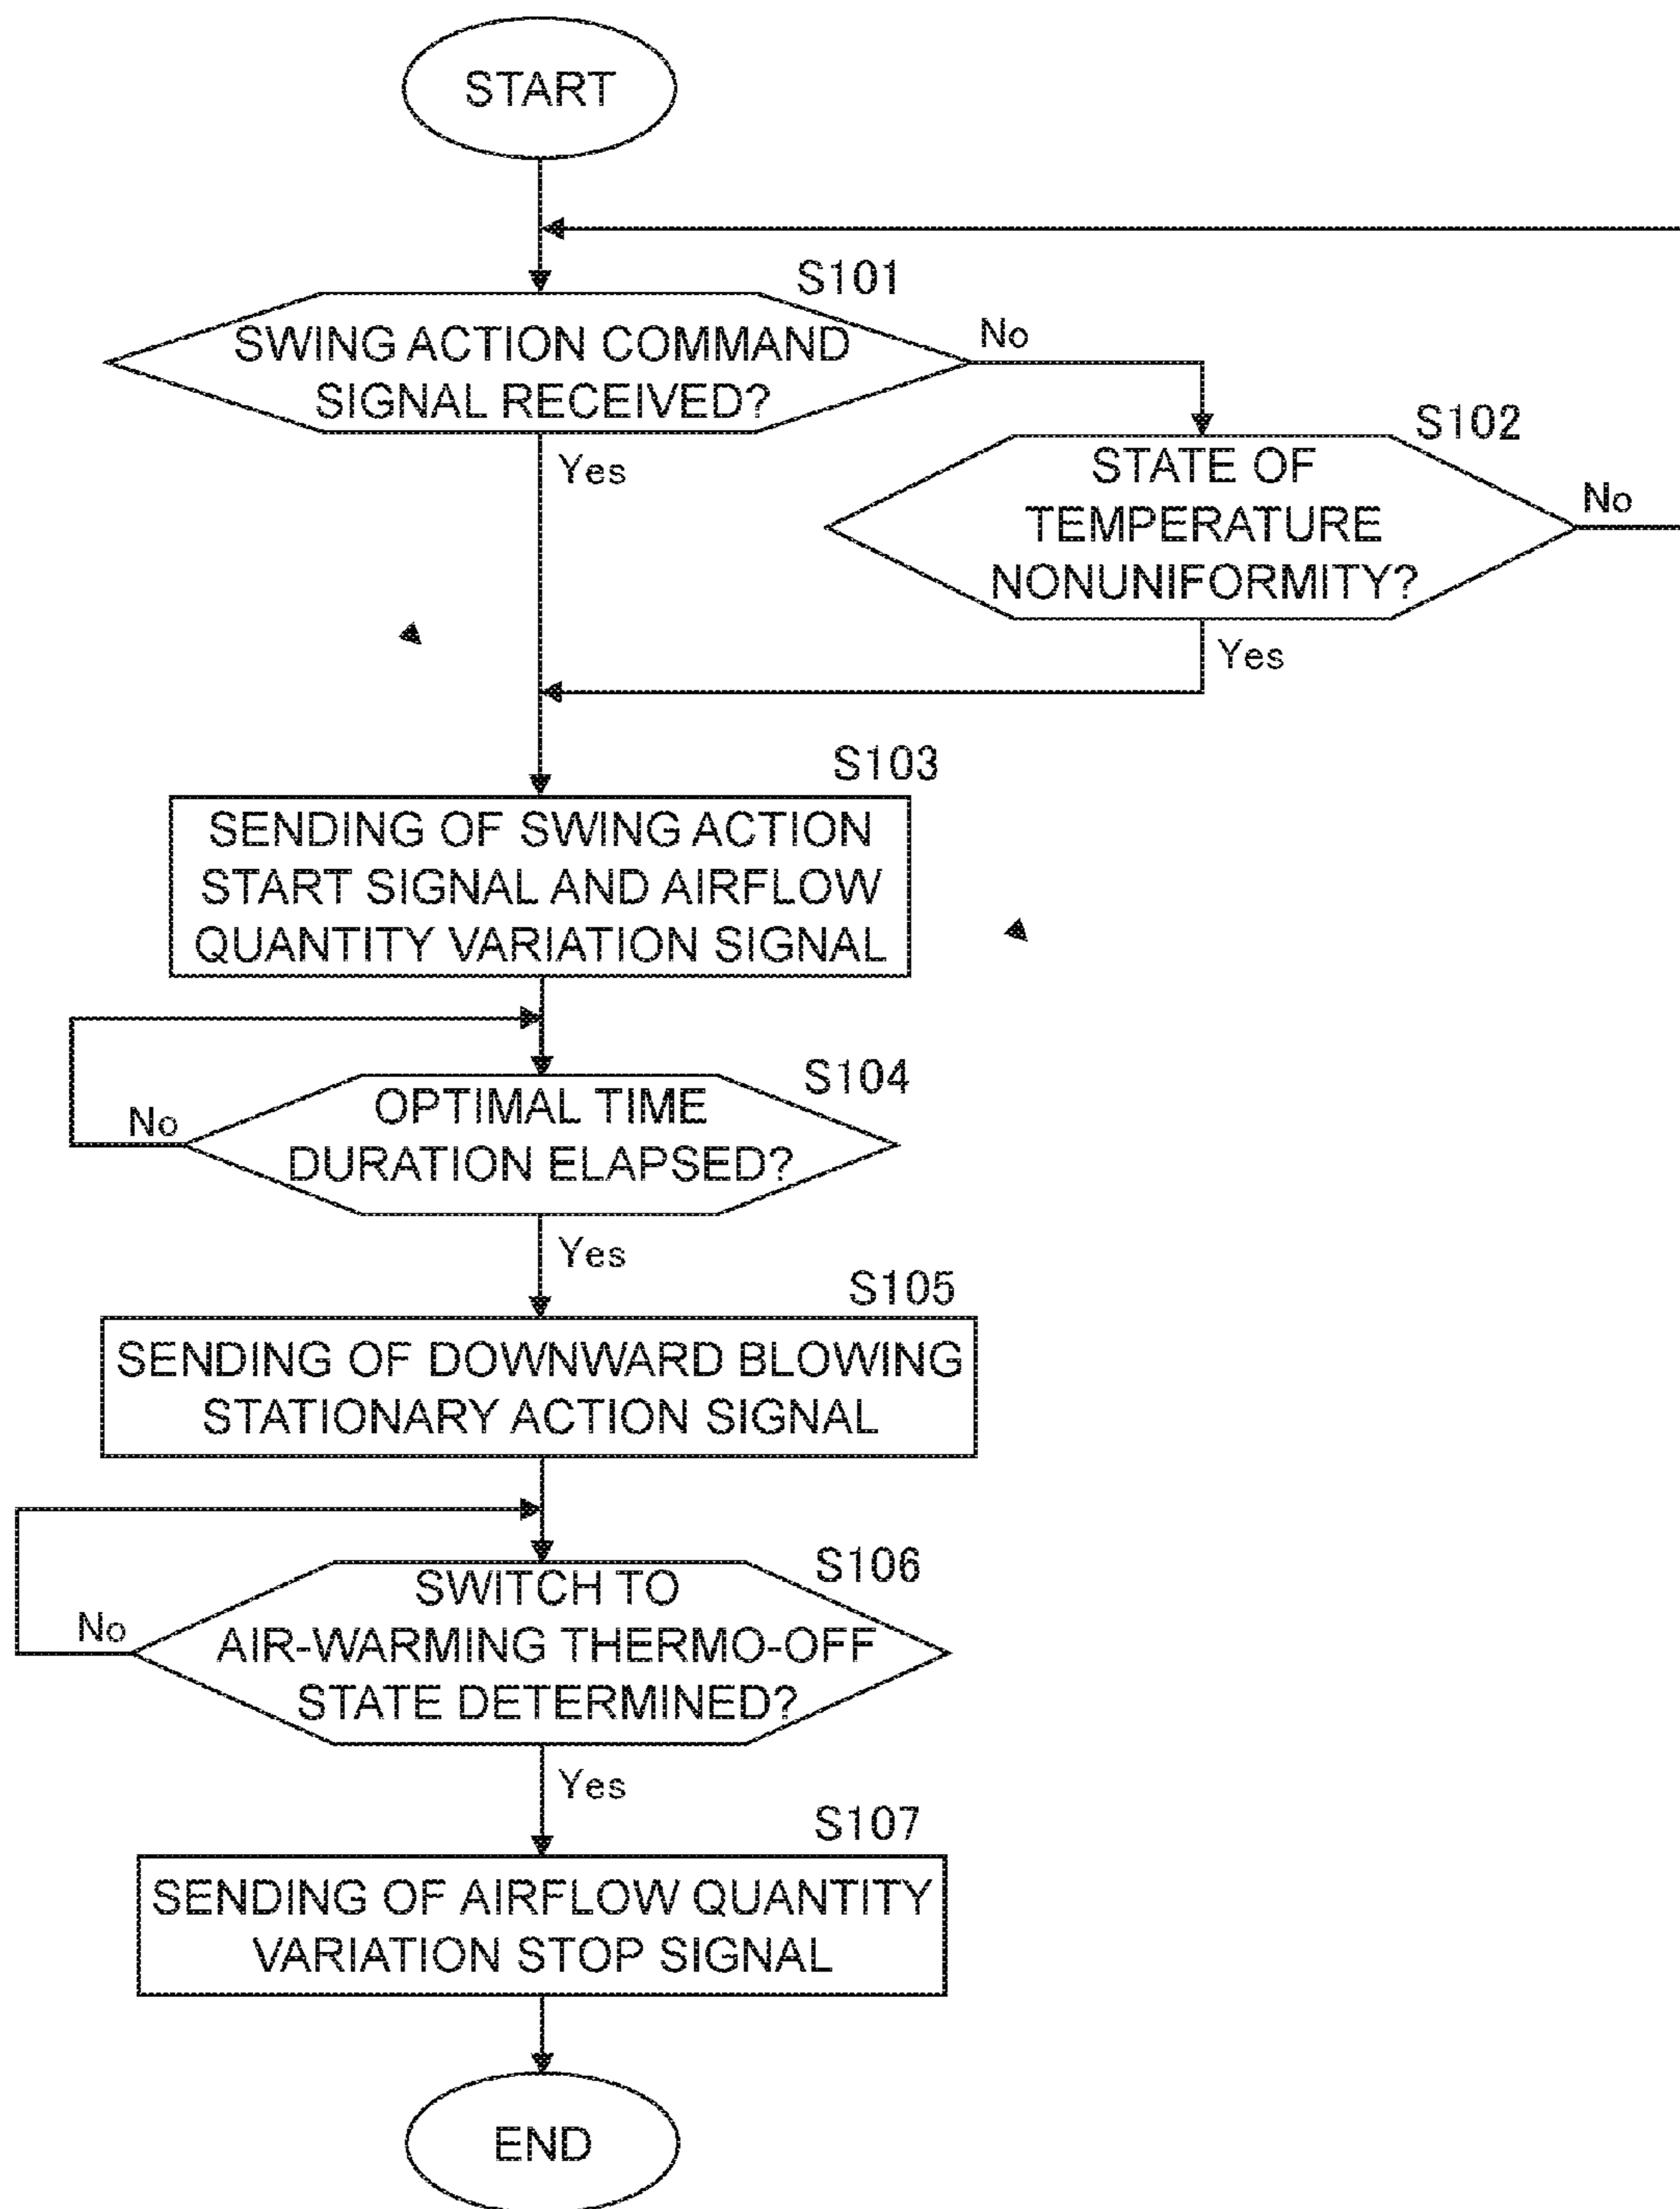 START
S101
SWING ACTION COMMAND
SIGNAL RECEIVED?
No
Yes
S102
STATE OF
TEMPERATURE
NONUNIFORMITY?
No
Yes
S103
SENDING OF SWING ACTION
START SIGNAL AND AIRFLOW
QUANTITY VARIATION SIGNAL
S104
OPTIMAL TIME
DURATION ELAPSED?
No
Yes
S105
SENDING OF DOWNWARD BLOWING
STATIONARY ACTION SIGNAL
S106
SWITCH TO
AIR-WARMING THERMO-OFF
STATE DETERMINED?
No
Yes
S107
SENDING OF AIRFLOW QUANTITY
VARIATION STOP SIGNAL
END